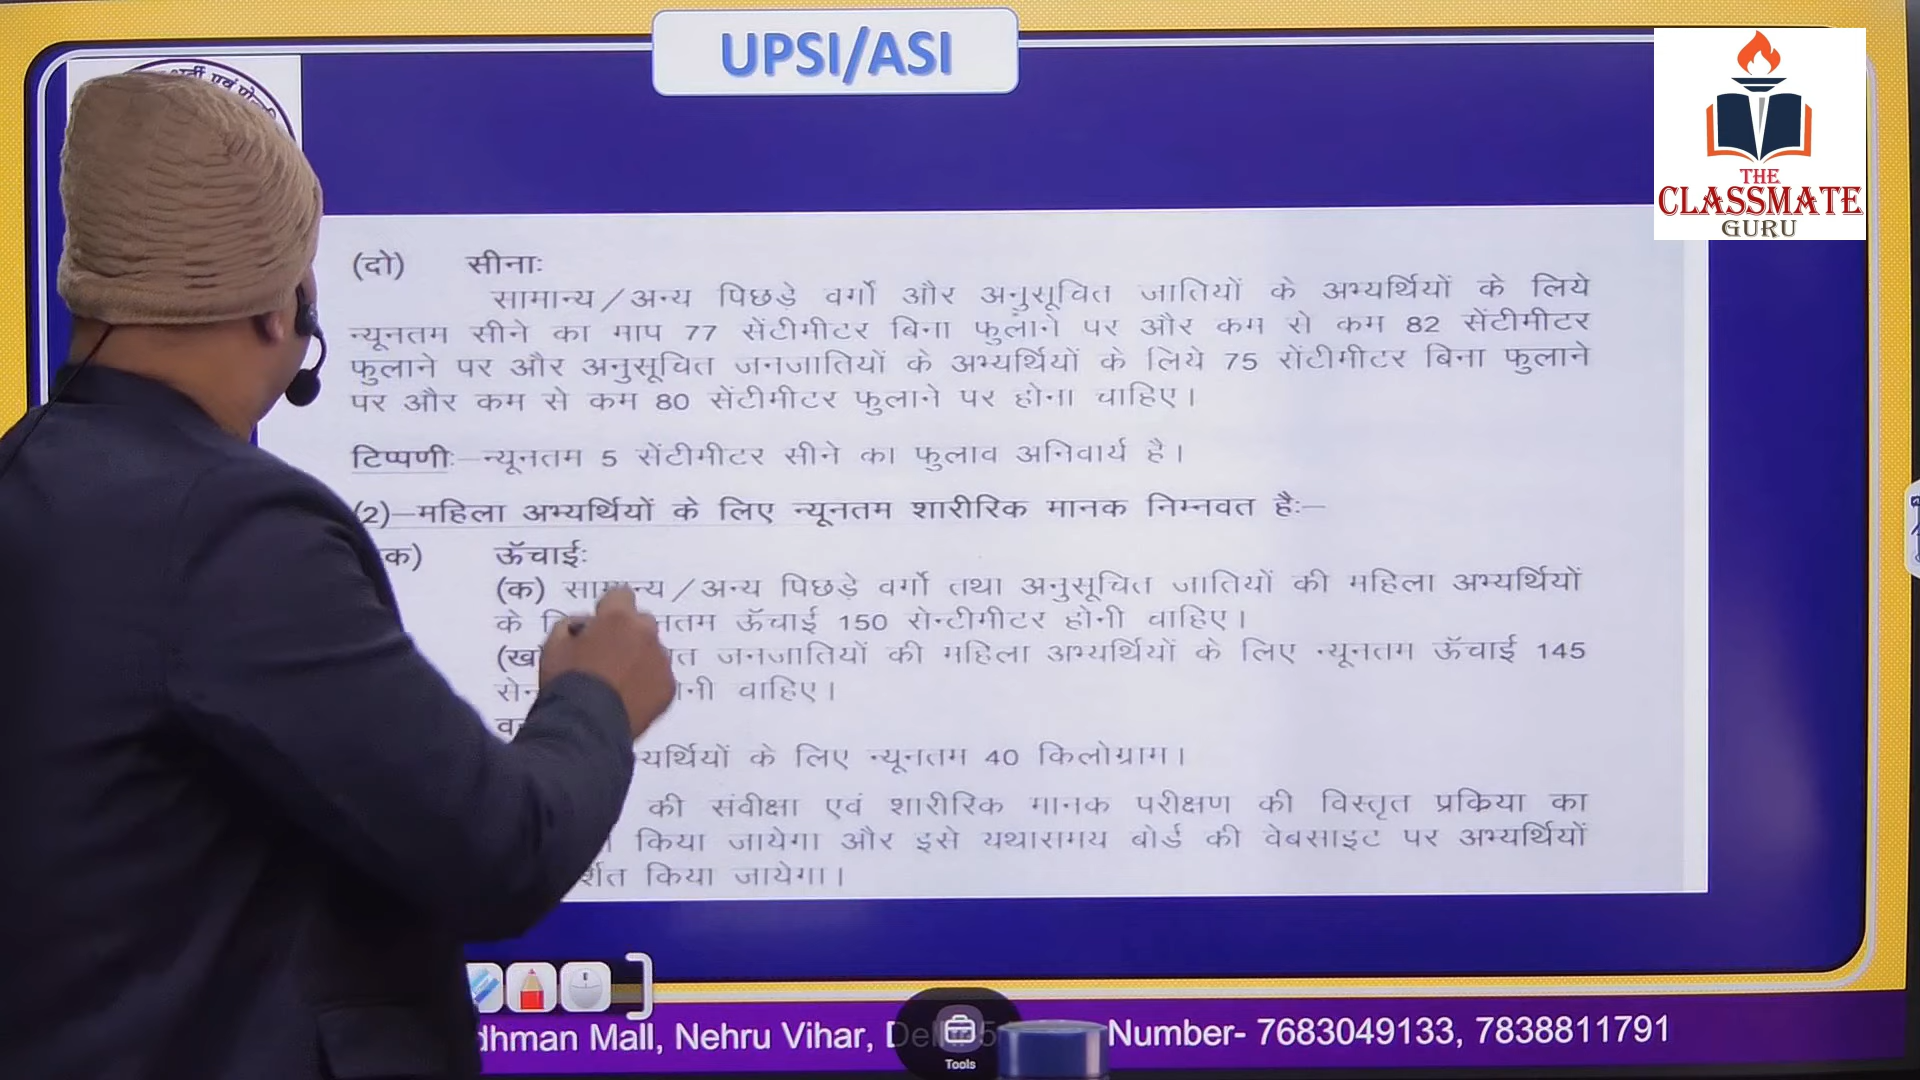 UPSI/ASI
भर्ती एवं
THE
CLASSMATE
GURU
(दो) सीनाः
सामान्य/अन्य पिछड़े वर्गो और अनुसूचित जातियों के अभ्यर्थियों के लिये
न्यूनतम सीने का माप 77 सेंटीमीटर बिना फुलाने पर और कम से कम 82 सेंटीमीटर
फुलाने पर और अनुसूचित जनजातियों के अभ्यर्थियों के लिये 75 सेंटीमीटर बिना फुलाने
पर और कम से कम 80 सेंटीमीटर फुलाने पर होना चाहिए।
टिप्पणीः—न्यूनतम 5 सेंटीमीटर सीने का फुलाव अनिवार्य है।
(2)—महिला अभ्यर्थियों के लिए न्यूनतम शारीरिक मानक निम्नवत हैः—
क) ऊॅचाईः
(क) सामान्य/अन्य पिछड़े वर्गो तथा अनुसूचित जातियों की महिला अभ्यर्थियों
के ऊॅचाई 150 सेन्टीमीटर होनी चाहिए।
(ख जनजातियों की महिला अभ्यर्थियों के लिए न्यूनतम ऊॅचाई 145
चाहिए।
के लिए न्यूनतम 40 किलोग्राम।
की संवीक्षा एवं शारीरिक मानक परीक्षण की विस्तृत प्रक्रिया का
किया जायेगा और इसे यथासमय बोर्ड की वेबसाइट पर अभ्यर्थियों
किया जायेगा।
dhman Mall, Nehru Vihar, Number- 7683049133, 7838811791
Tools